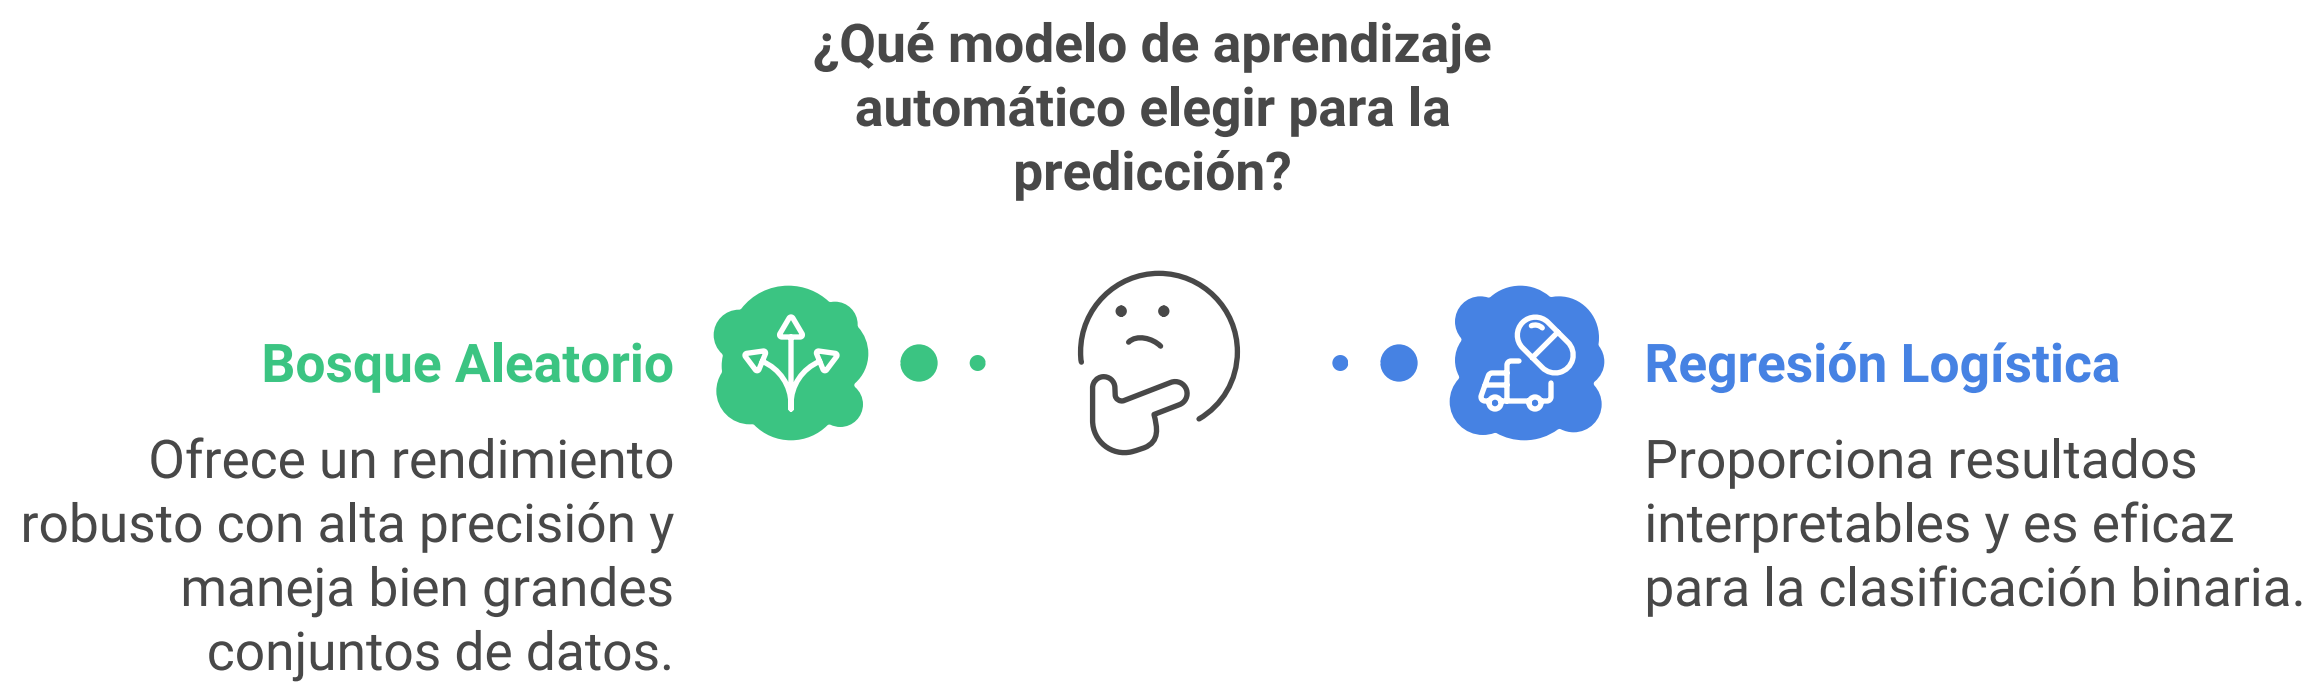 ¿Qué modelo de aprendizaje
automático elegir para la
predicción?
Bosque Aleatorio
Ofrece un rendimiento
robusto con alta precisión y
maneja bien grandes
conjuntos de datos.
Regresión Logística
Proporciona resultados
interpretables y es eficaz
para la clasificación binaria.